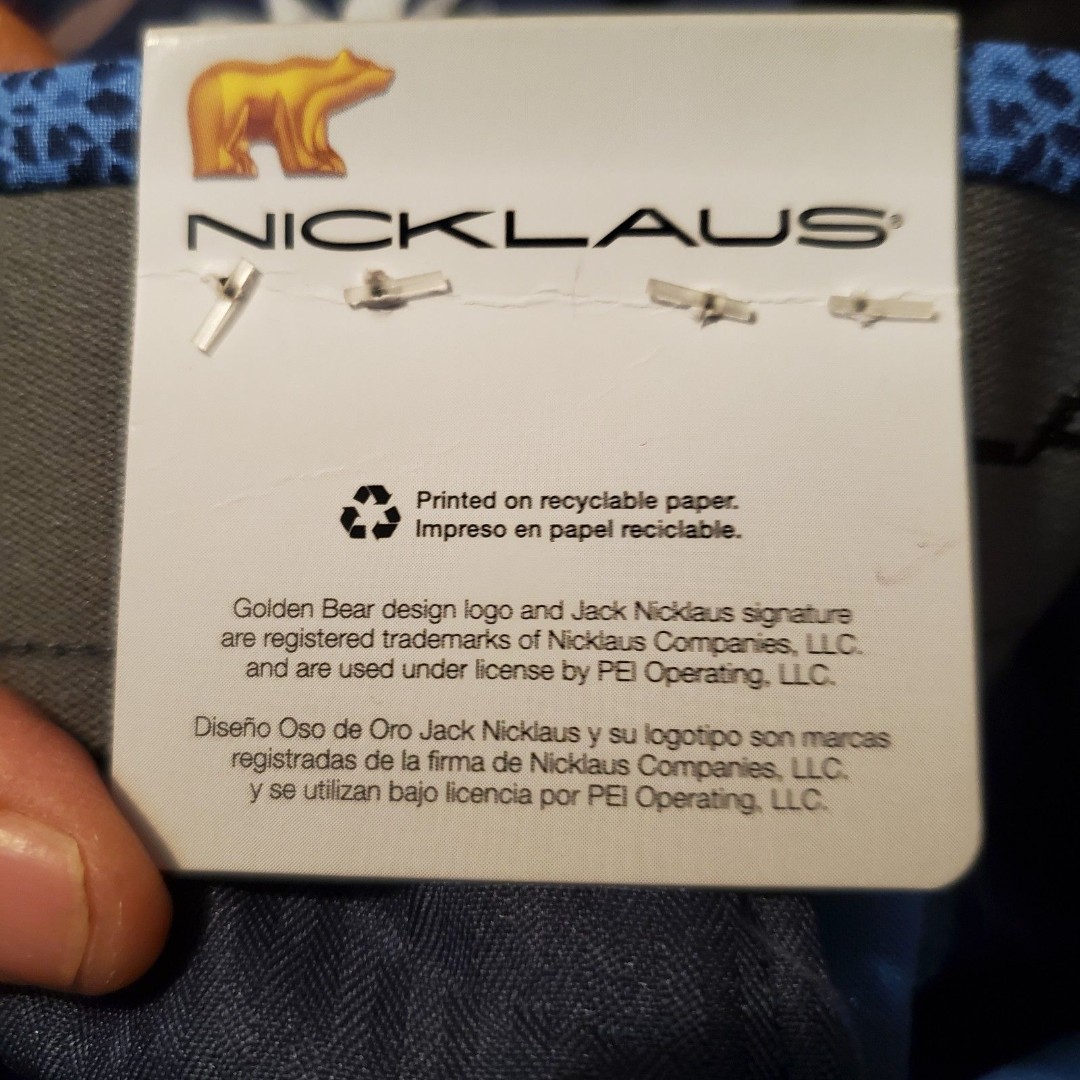 NICKLAUS®
Printed on recyclable paper.
Impreso en papel reciclable.
Golden Bear design logo and Jack Nicklaus signature
are registered trademarks of Nicklaus Companies, LLC.
and are used under license by PEI Operating, LLC.
Diseño Oso de Oro Jack Nicklaus y su logotipo son marcas
registradas de la firma de Nicklaus Companies, LLC.
y se utilizan bajo licencia por PEI Operating, LLC.